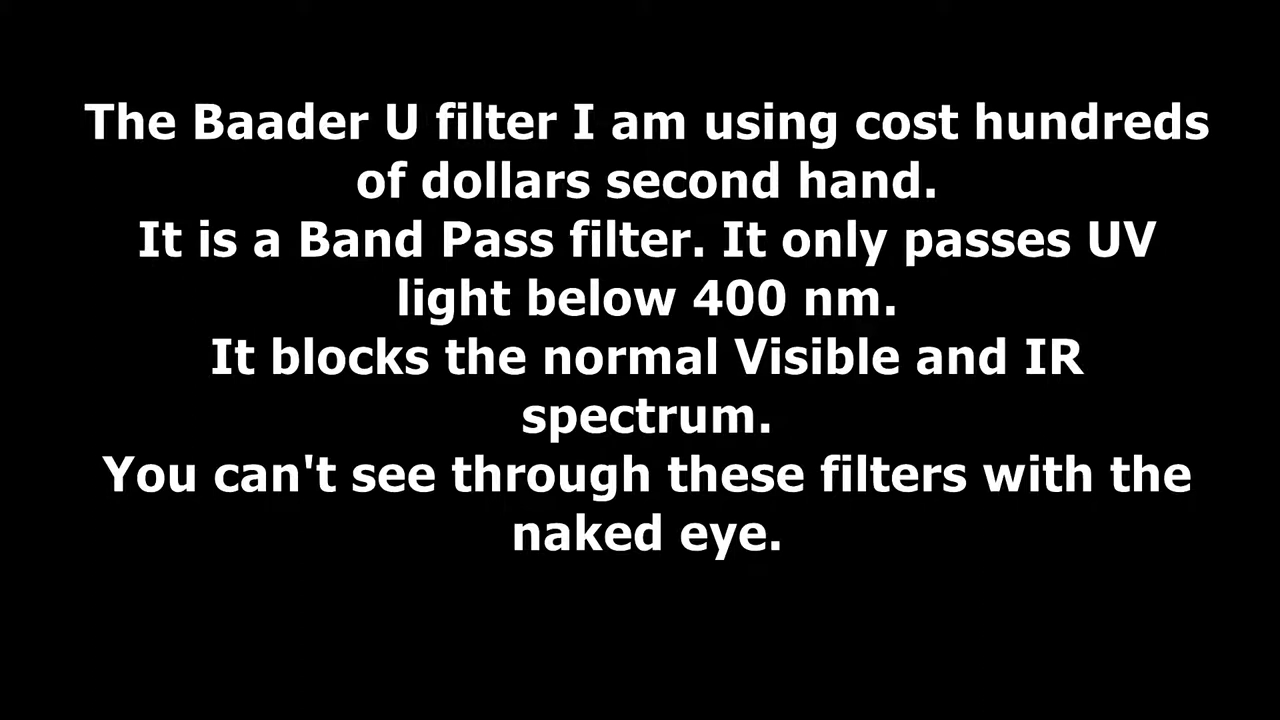 The Baader U filter I am using cost hundreds
of dollars second hand.
It is a Band Pass filter. It only passes UV
light below 400 nm.
It blocks the normal Visible and IR
spectrum.
You can't see through these filters with the
naked eye.